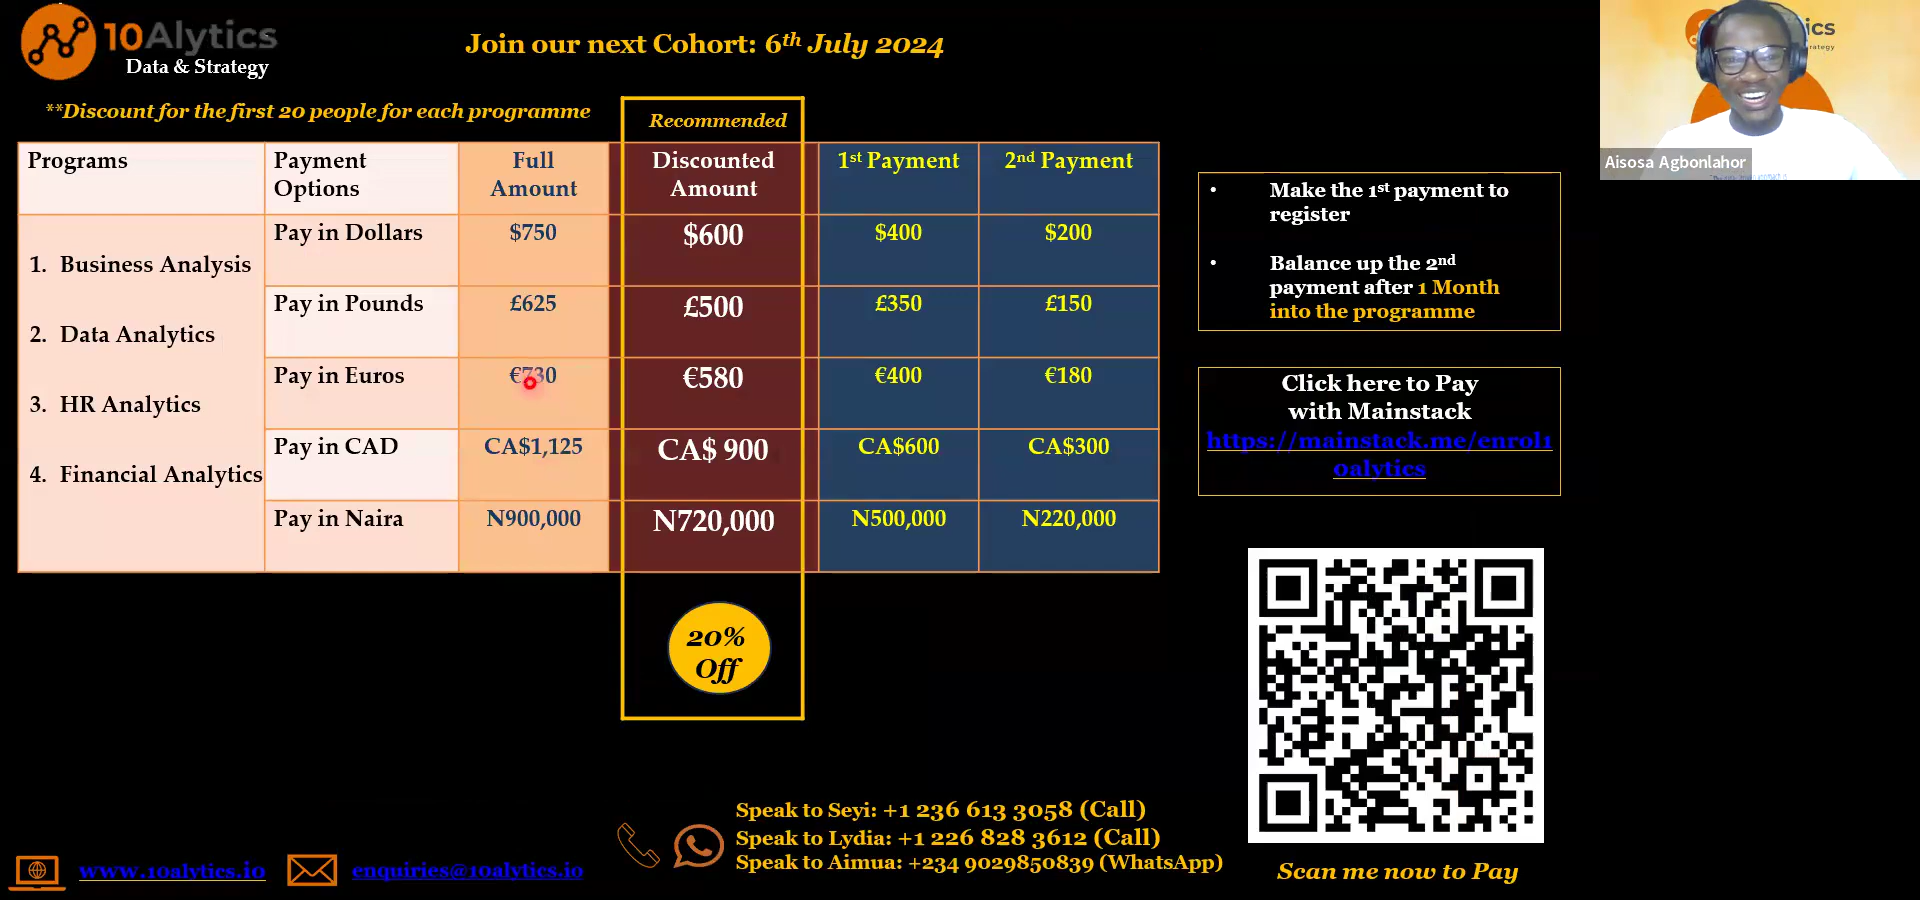 10Alytics
Data & Strategy
Join our next Cohort: 6th July 2024
**Discount for the first 20 people for each programme
Recommended
Programs
Payment Options
Full Amount
Discounted Amount
1st Payment
2nd Payment
1. Business Analysis
2. Data Analytics
3. HR Analytics
4. Financial Analytics
Pay in Dollars
$750
$600
$400
$200
Pay in Pounds
£625
£500
£350
£150
Pay in Euros
€730
€580
€400
€180
Pay in CAD
CA$1,125
CA$ 900
CA$600
CA$300
Pay in Naira
N900,000
N720,000
N500,000
N220,000
20%
Off
• Make the 1st payment to
register
• Balance up the 2nd
payment after 1 Month
into the programme
Click here to Pay
with Mainstack
https://mainstack.me/enrol1
0alytics
Scan me now to Pay
Speak to Seyi: +1 236 613 3058 (Call)
Speak to Lydia: +1 226 828 3612 (Call)
Speak to Aimua: +234 9029850839 (WhatsApp)
www.10alytics.io
enquiries@10alytics.io
Aisosa Agbonlahor